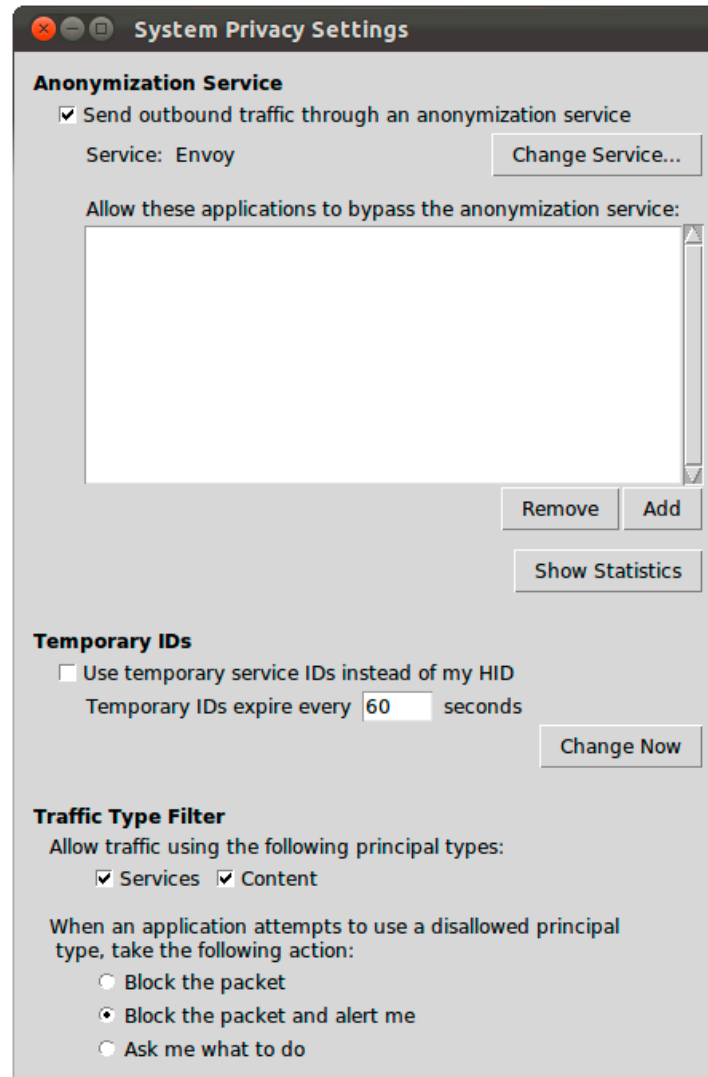 System Privacy Settings
Anonymization Service
Send outbound traffic through an anonymization service
Service: Envoy
Change Service...
Allow these applications to bypass the anonymization service:
Remove
Add
Show Statistics
Temporary IDs
Use temporary service IDs instead of my HID
Temporary IDs expire every 60 seconds
Change Now
Traffic Type Filter
Allow traffic using the following principal types:
Services Content
When an application attempts to use a disallowed principal
type, take the following action:
Block the packet
Block the packet and alert me
Ask me what to do